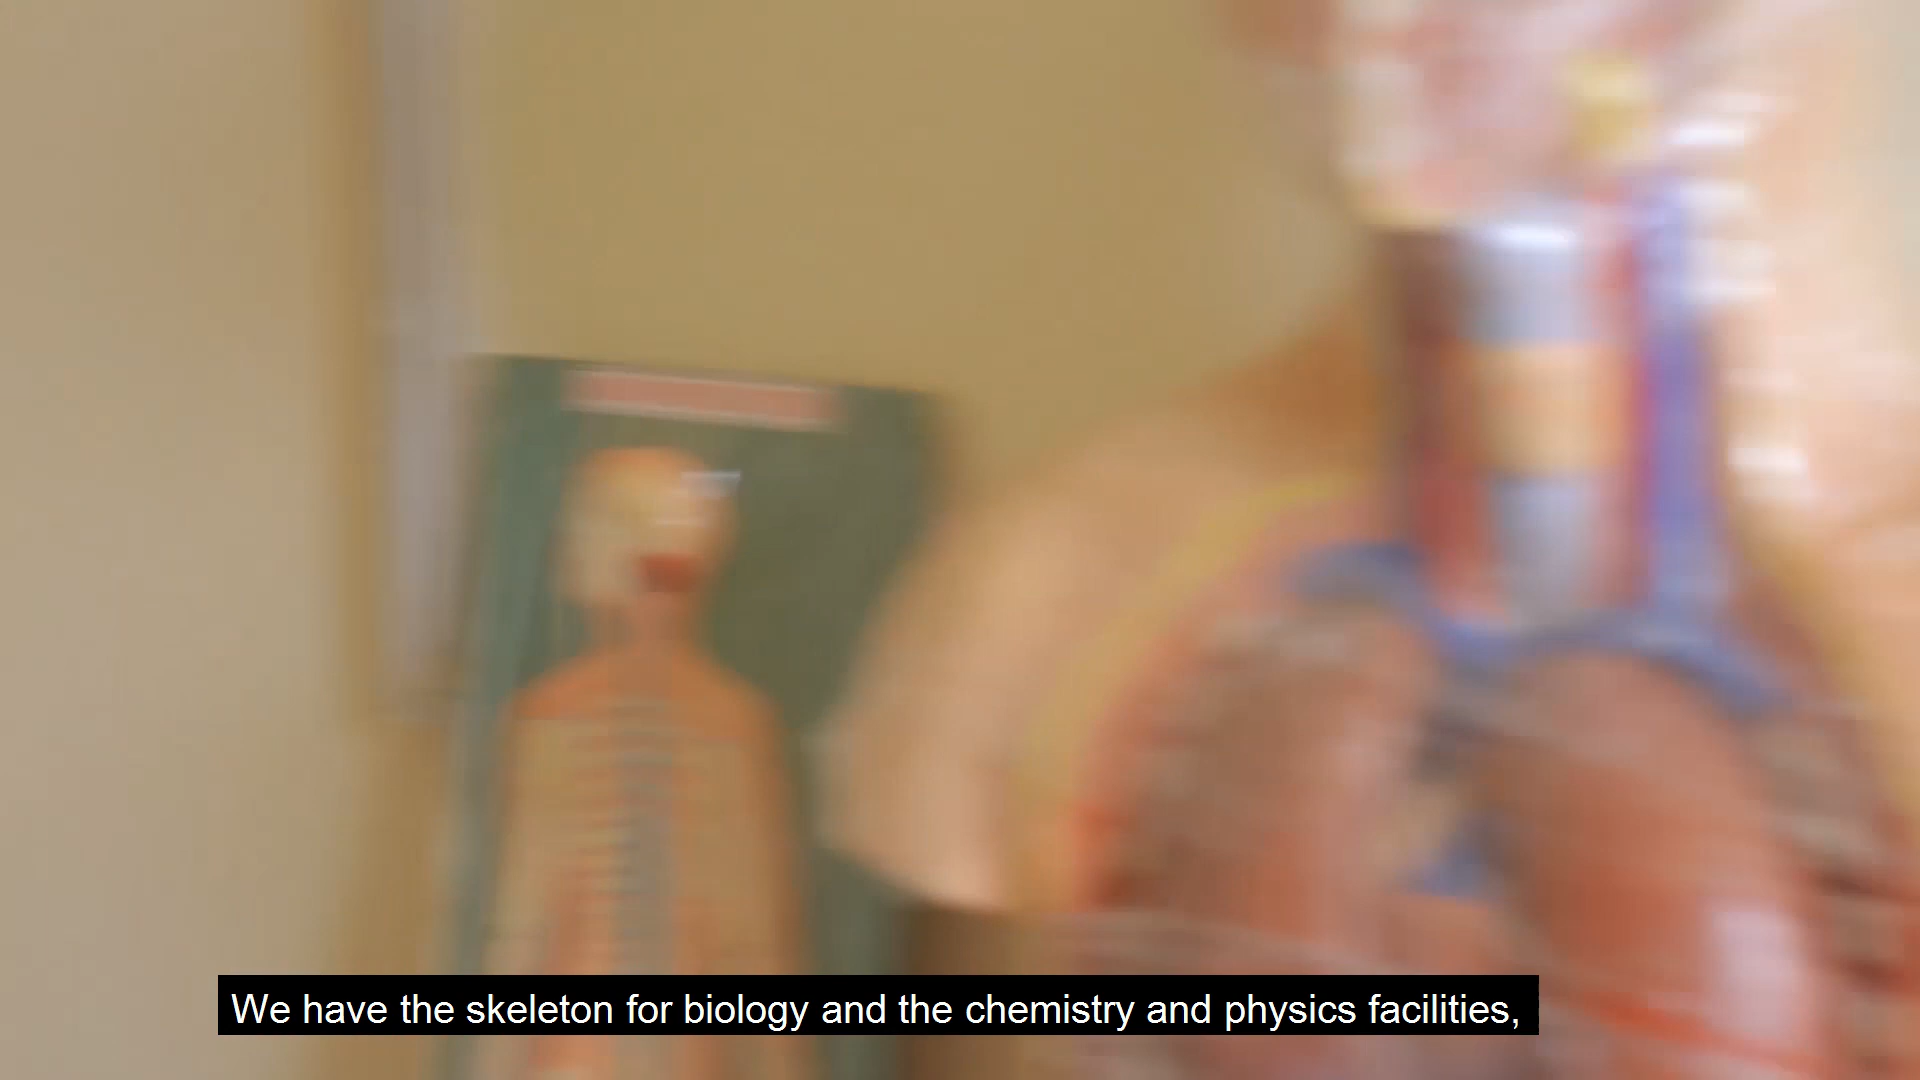 We have the skeleton for biology and the chemistry and physics facilities,